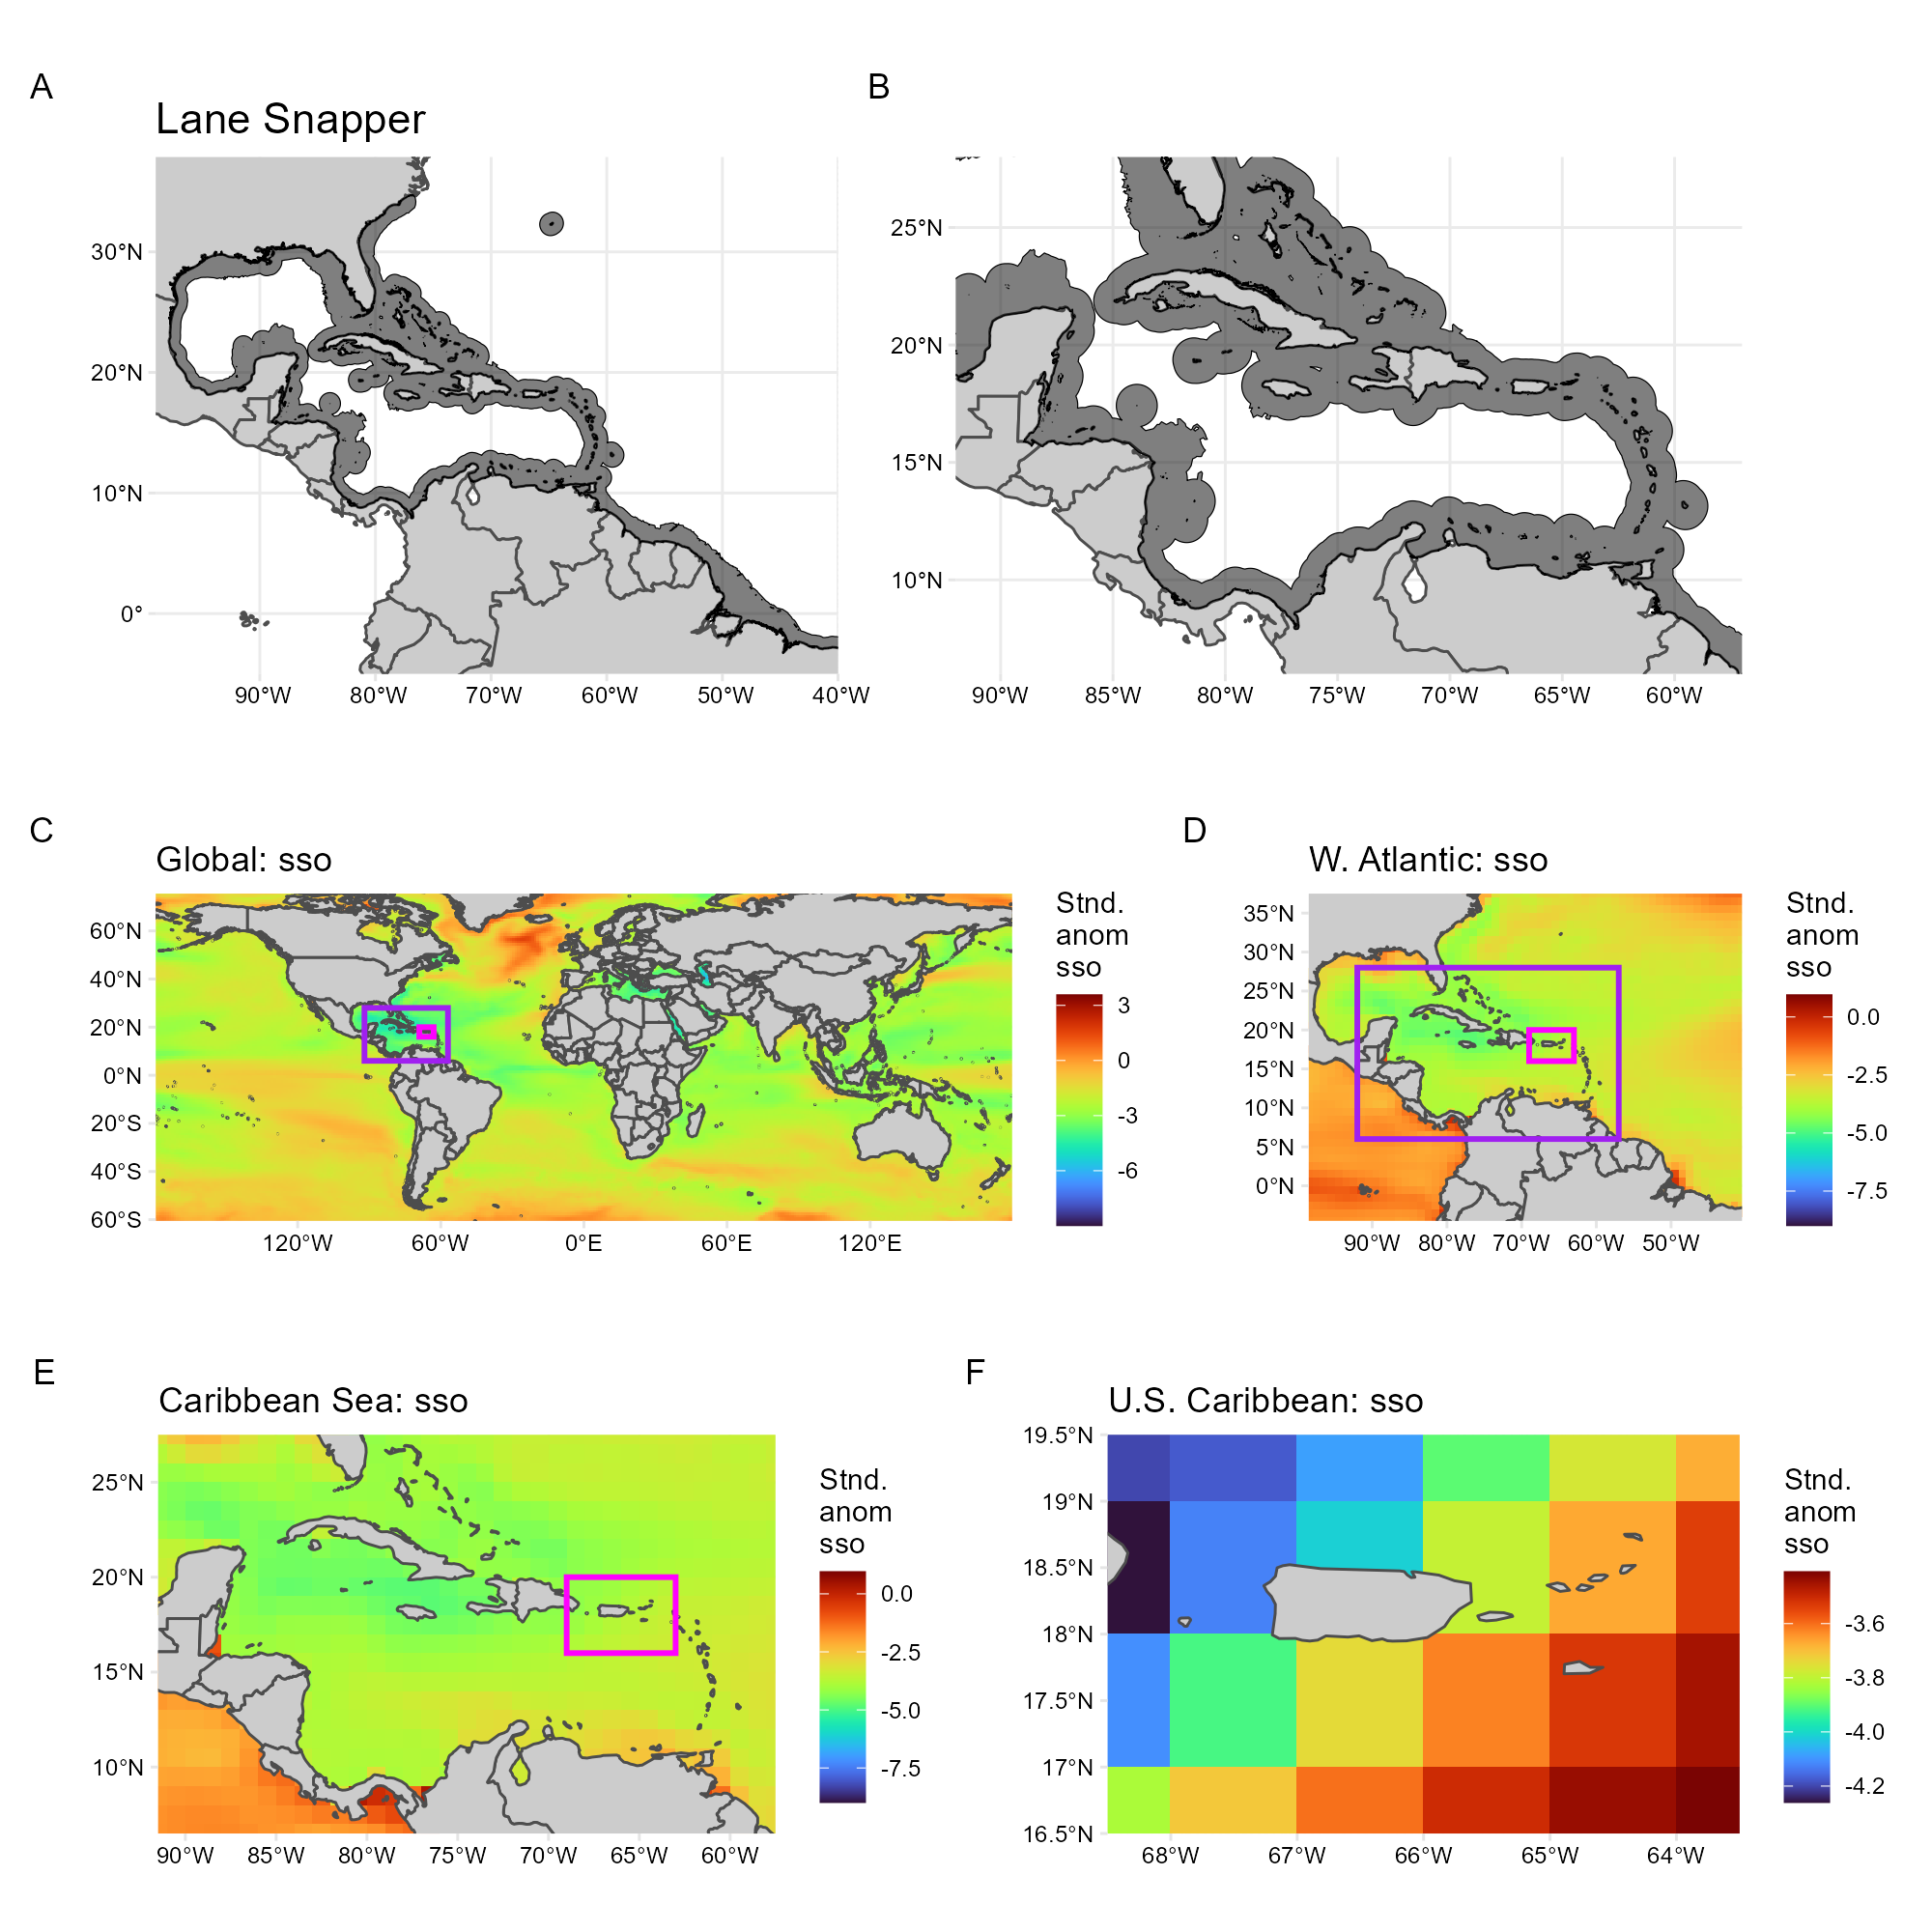 A
B
Lane Snapper
30°N
20°N
10°N
0°
90°W 80°W 70°W 60°W 50°W 40°W
25°N
20°N
15°N
10°N
90°W 85°W 80°W 75°W 70°W 65°W 60°W
C
D
Global: sso
60°N
40°N
20°N
0°N
20°S
40°S
60°S
120°W 60°W 0°E 60°E 120°E
Stnd.
anom
sso
3
0
-3
-6
W. Atlantic: sso
35°N
30°N
25°N
20°N
15°N
10°N
5°N
0°N
90°W 80°W 70°W 60°W 50°W
Stnd.
anom
sso
0.0
-2.5
-5.0
-7.5
E
F
Caribbean Sea: sso
25°N
20°N
15°N
10°N
90°W 85°W 80°W 75°W 70°W 65°W 60°W
Stnd.
anom
sso
0.0
-2.5
-5.0
-7.5
U.S. Caribbean: sso
19.5°N
19°N
18.5°N
18°N
17.5°N
17°N
16.5°N
68°W 67°W 66°W 65°W 64°W
Stnd.
anom
sso
-3.6
-3.8
-4.0
-4.2